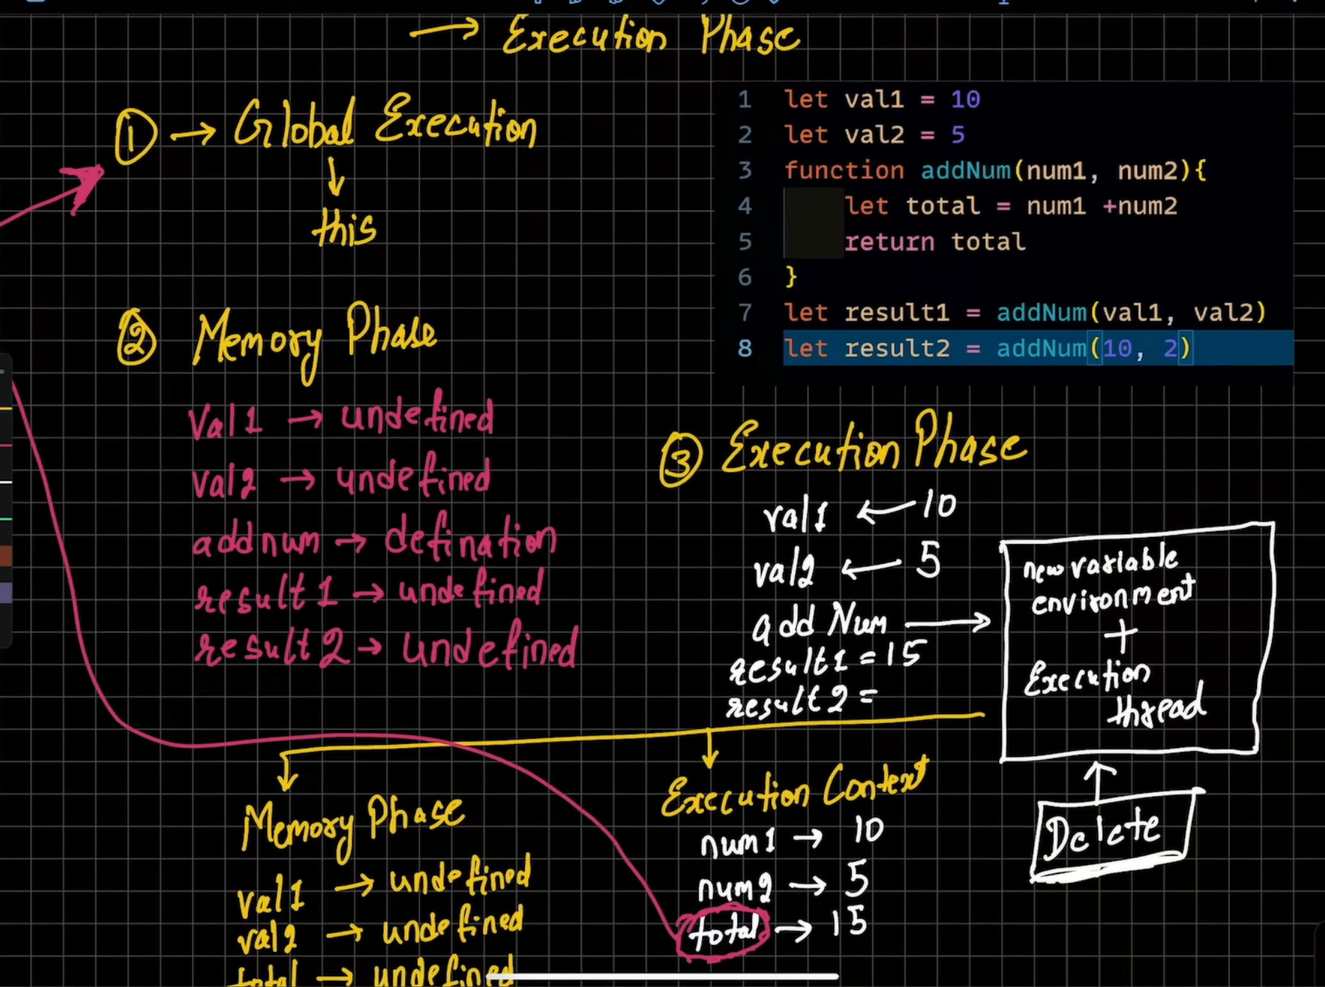 → Execution Phase
① → Global Execution
↓
this
1 let val1 = 10
2 let val2 = 5
3 function addNum(num1, num2){
4 let total = num1 +num2
5 return total
6 }
7 let result1 = addNum(val1, val2)
8 let result2 = addNum(10, 2)
② Memory Phase
val1 → undefined
val2 → undefined
addnum → defination
result1 → undefined
result2 → undefined
③ Execution Phase
val1 ← 10
val2 ← 5
add Num →
result1 = 15
result2 =
new variable
environment
+
Execution
thread
Delete
Memory Phase
val1 → undefined
val2 → undefined
total → undefined
Execution Context
num1 → 10
num2 → 5
total → 15